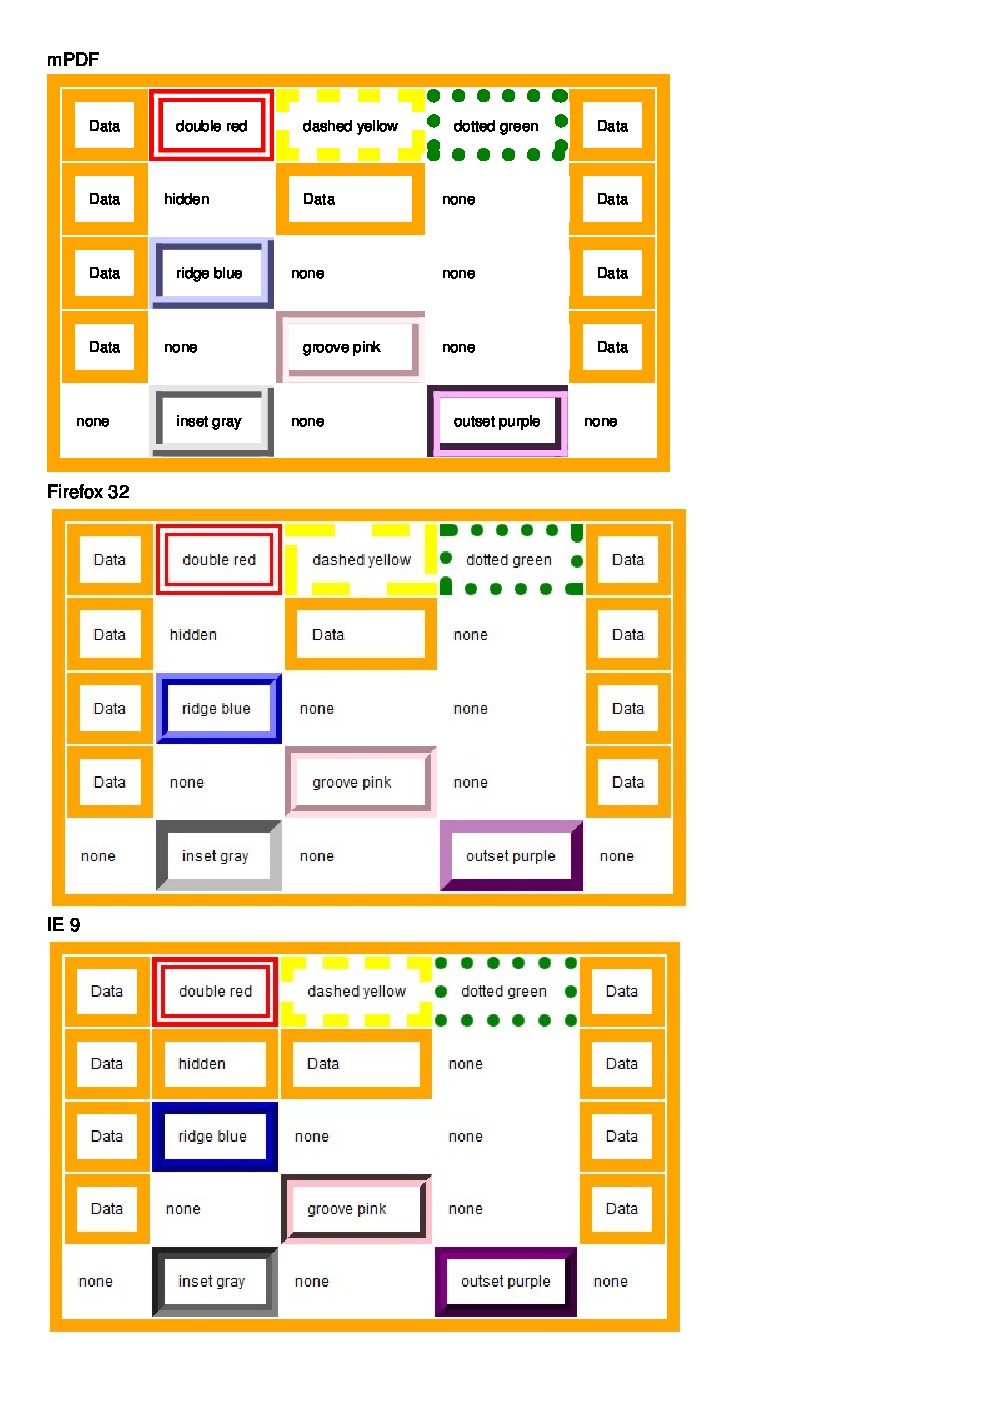 mPDF
Data double red dashed yellow dotted green Data
Data hidden Data none Data
Data ridge blue none none Data
Data none groove pink none Data
none inset gray none outset purple none
Firefox 32
Data double red dashed yellow dotted green Data
Data hidden Data none Data
Data ridge blue none none Data
Data none groove pink none Data
none inset gray none outset purple none
IE 9
Data double red dashed yellow dotted green Data
Data hidden Data none Data
Data ridge blue none none Data
Data none groove pink none Data
none inset gray none outset purple none